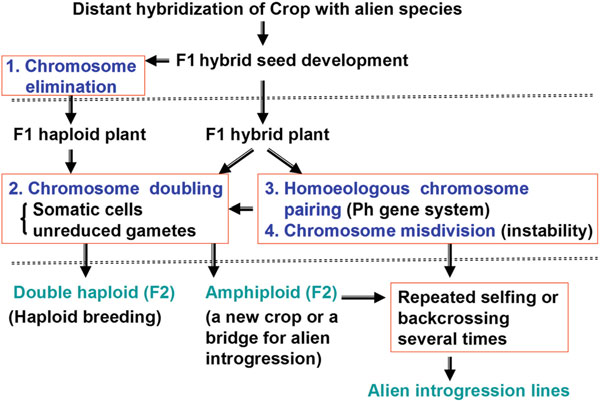 Distant hybridization of Crop with alien species
F1 hybrid seed development
1. Chromosome
elimination
F1 haploid plant
F1 hybrid plant
2. Chromosome doubling
Somatic cells
unreduced gametes
3. Homoeologous chromosome
pairing (Ph gene system)
4. Chromosome misdivision (instability)
Double haploid (F2)
(Haploid breeding)
Amphiploid (F2)
(a new crop or a
bridge for alien
introgression)
Repeated selfing or
backcrossing
several times
Alien introgression lines